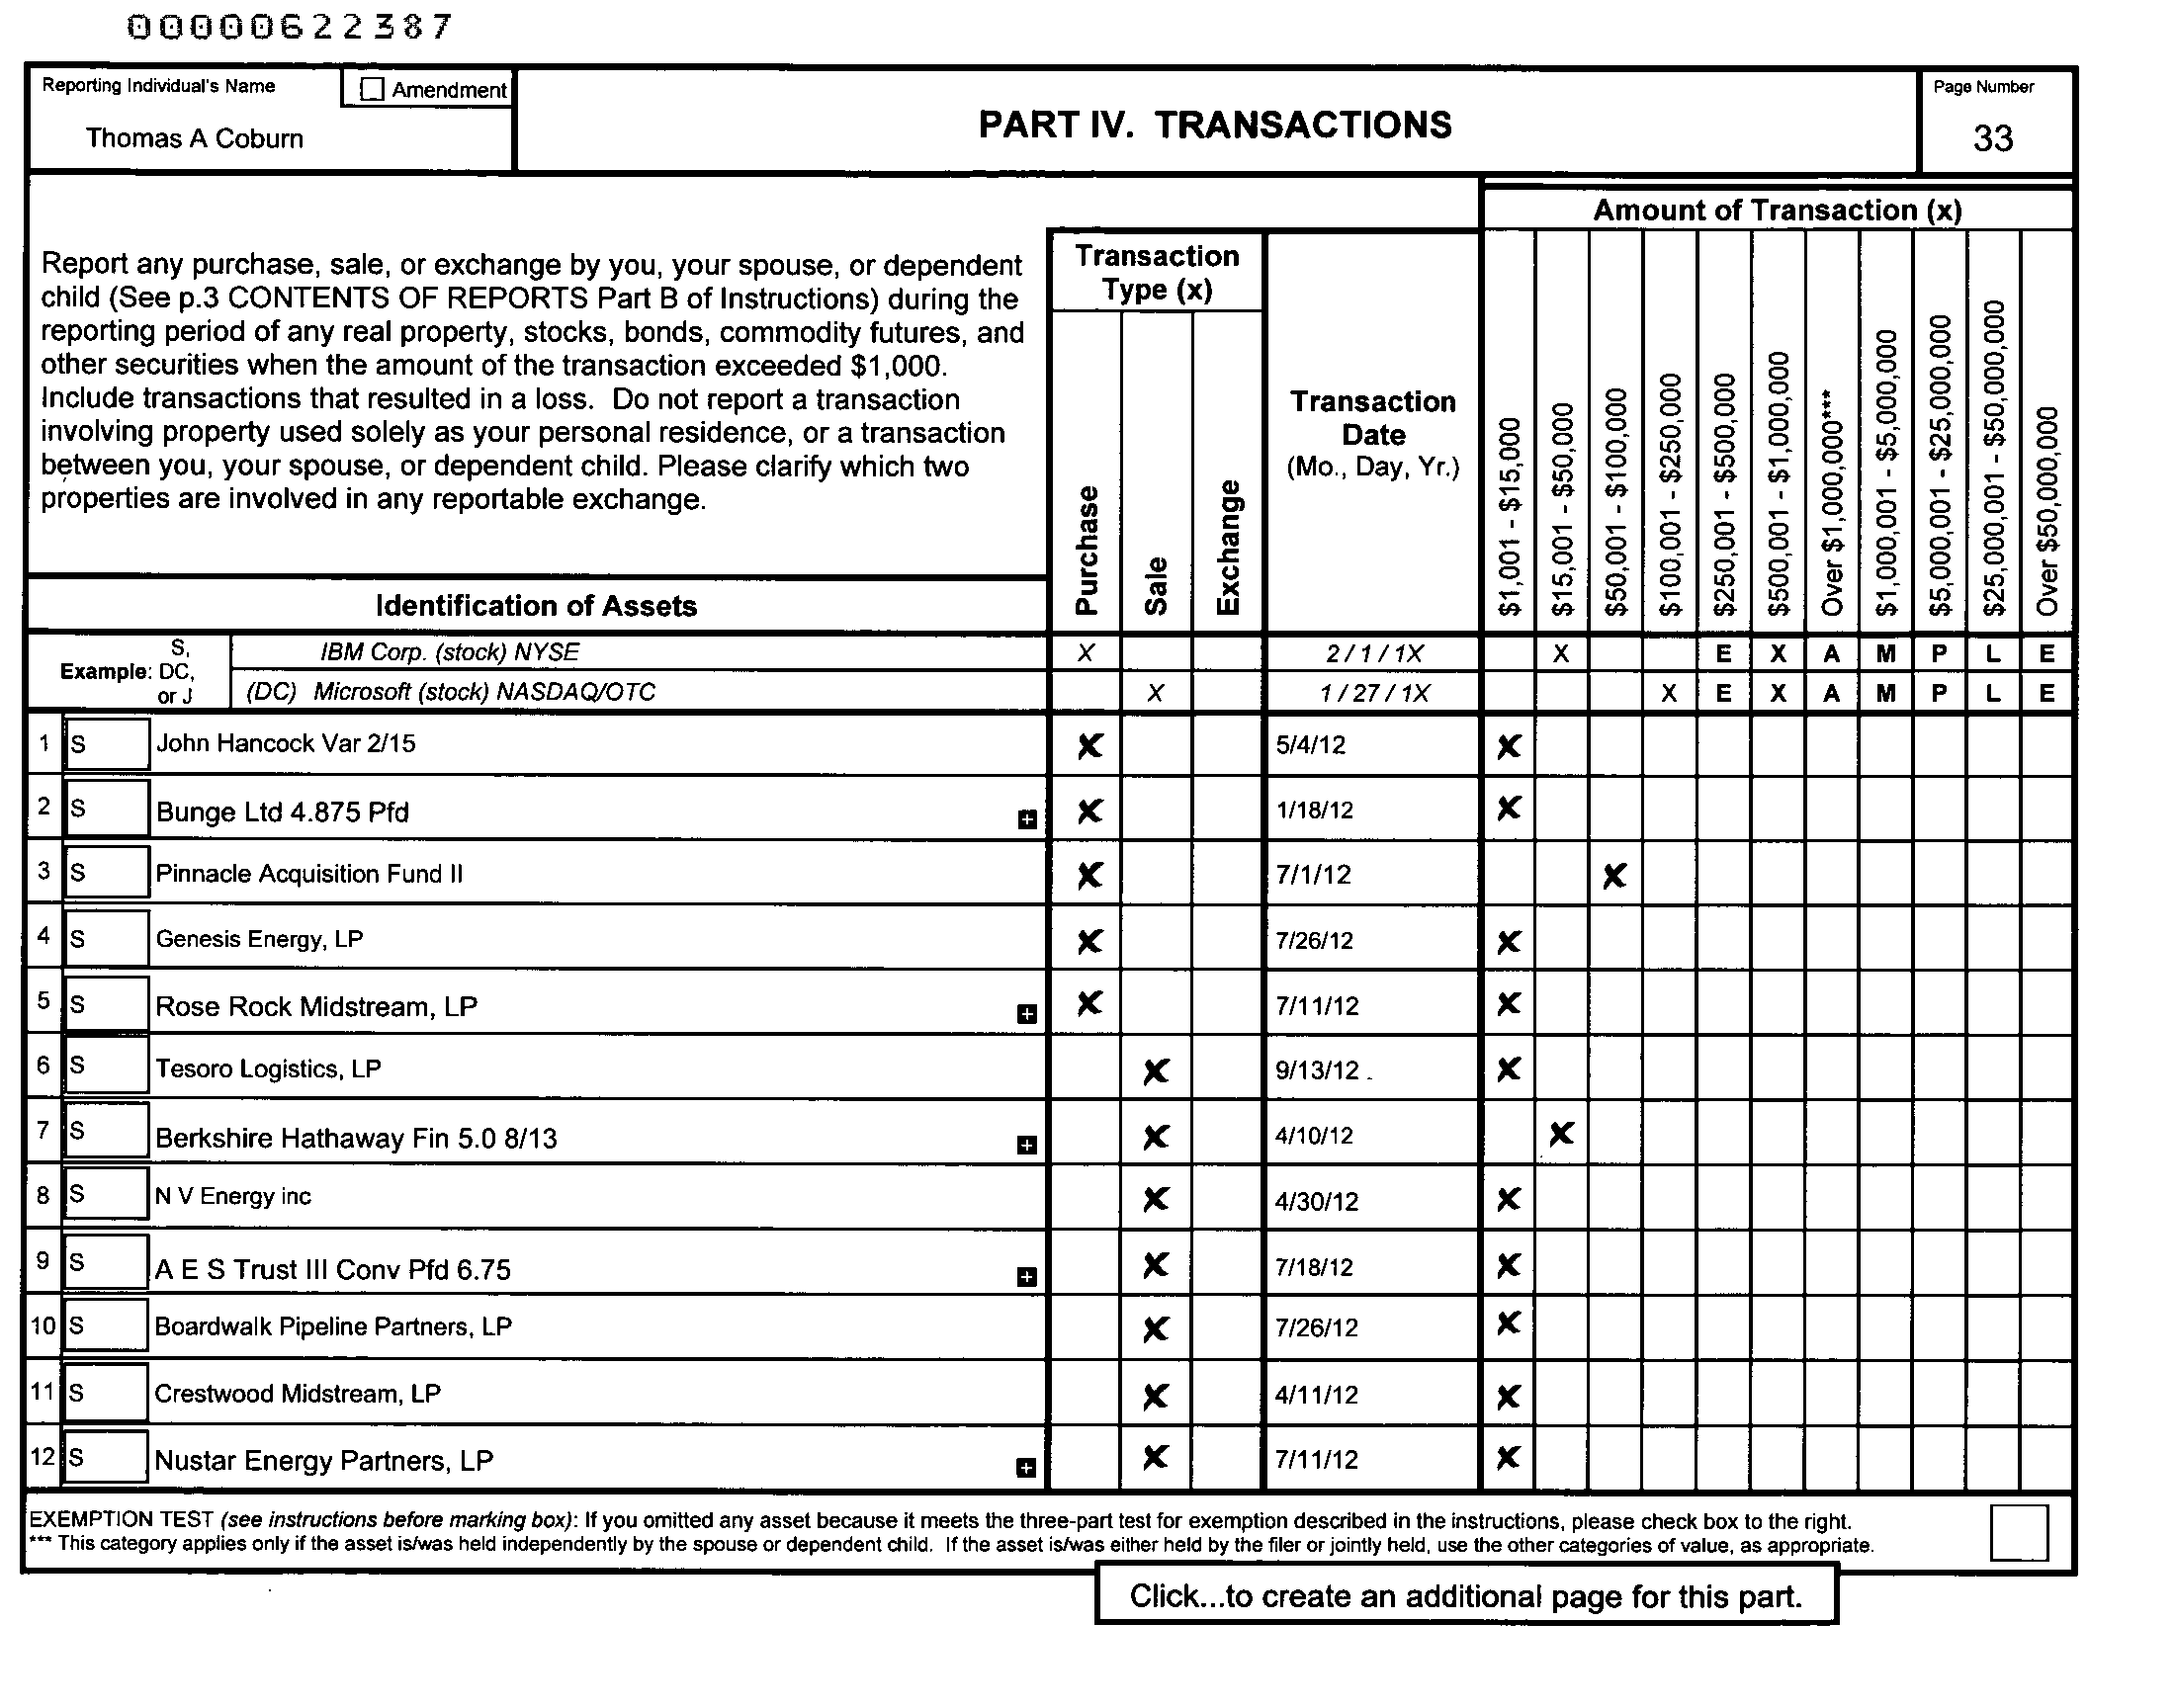 00000622387
Reporting Individual's Name
☐ Amendment
Thomas A Coburn
PART IV. TRANSACTIONS
Page Number
33
Report any purchase, sale, or exchange by you, your spouse, or dependent
child (See p.3 CONTENTS OF REPORTS Part B of Instructions) during the
reporting period of any real property, stocks, bonds, commodity futures, and
other securities when the amount of the transaction exceeded $1,000.
Include transactions that resulted in a loss. Do not report a transaction
involving property used solely as your personal residence, or a transaction
between you, your spouse, or dependent child. Please clarify which two
properties are involved in any reportable exchange.
Identification of Assets
Transaction
Type (x)
Purchase
Sale
Exchange
Transaction
Date
(Mo., Day, Yr.)
Amount of Transaction (x)
$1,001 - $15,000
$15,001 - $50,000
$50,001 - $100,000
$100,001 - $250,000
$250,001 - $500,000
$500,001 - $1,000,000
Over $1,000,000***
$1,000,001 - $5,000,000
$5,000,001 - $25,000,000
$25,000,001 - $50,000,000
Over $50,000,000
Example: S, DC, or J
IBM Corp. (stock) NYSE X 2/1/1X X E X A M P L E
(DC) Microsoft (stock) NASDAQ/OTC X 1/27/1X X E X A M P L E
1 S John Hancock Var 2/15 X 5/4/12 X
2 S Bunge Ltd 4.875 Pfd + X 1/18/12 X
3 S Pinnacle Acquisition Fund II X 7/1/12 X
4 S Genesis Energy, LP X 7/26/12 X
5 S Rose Rock Midstream, LP + X 7/11/12 X
6 S Tesoro Logistics, LP X 9/13/12 X
7 S Berkshire Hathaway Fin 5.0 8/13 + X 4/10/12 X
8 S N V Energy inc X 4/30/12 X
9 S A E S Trust III Conv Pfd 6.75 + X 7/18/12 X
10 S Boardwalk Pipeline Partners, LP X 7/26/12 X
11 S Crestwood Midstream, LP X 4/11/12 X
12 S Nustar Energy Partners, LP + X 7/11/12 X
EXEMPTION TEST (see instructions before marking box): If you omitted any asset because it meets the three-part test for exemption described in the instructions, please check box to the right.
*** This category applies only if the asset is/was held independently by the spouse or dependent child. If the asset is/was either held by the filer or jointly held, use the other categories of value, as appropriate.
Click...to create an additional page for this part.